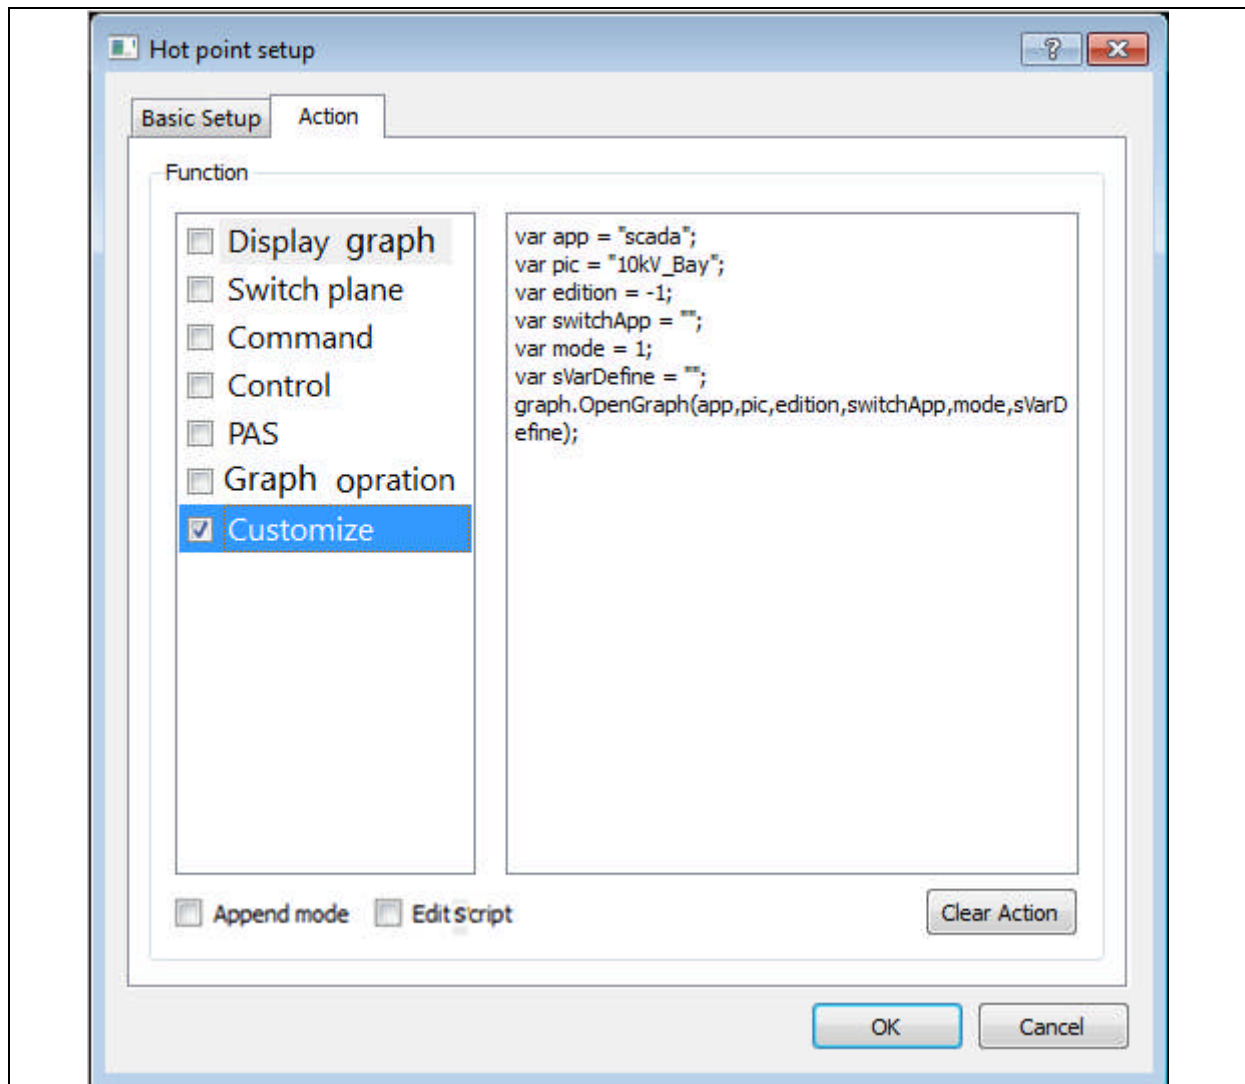 Hot point setup
Basic Setup
Action
Function
Display graph
Switch plane
Command
Control
PAS
Graph opration
Customize
var app = "scada";
var pic = "10kV_Bay";
var edition = -1;
var switchApp = "";
var mode = 1;
var sVarDefine = "";
graph.OpenGraph(app,pic,edition,switchApp,mode,sVarD
efine);
Append mode
Edit script
Clear Action
OK
Cancel